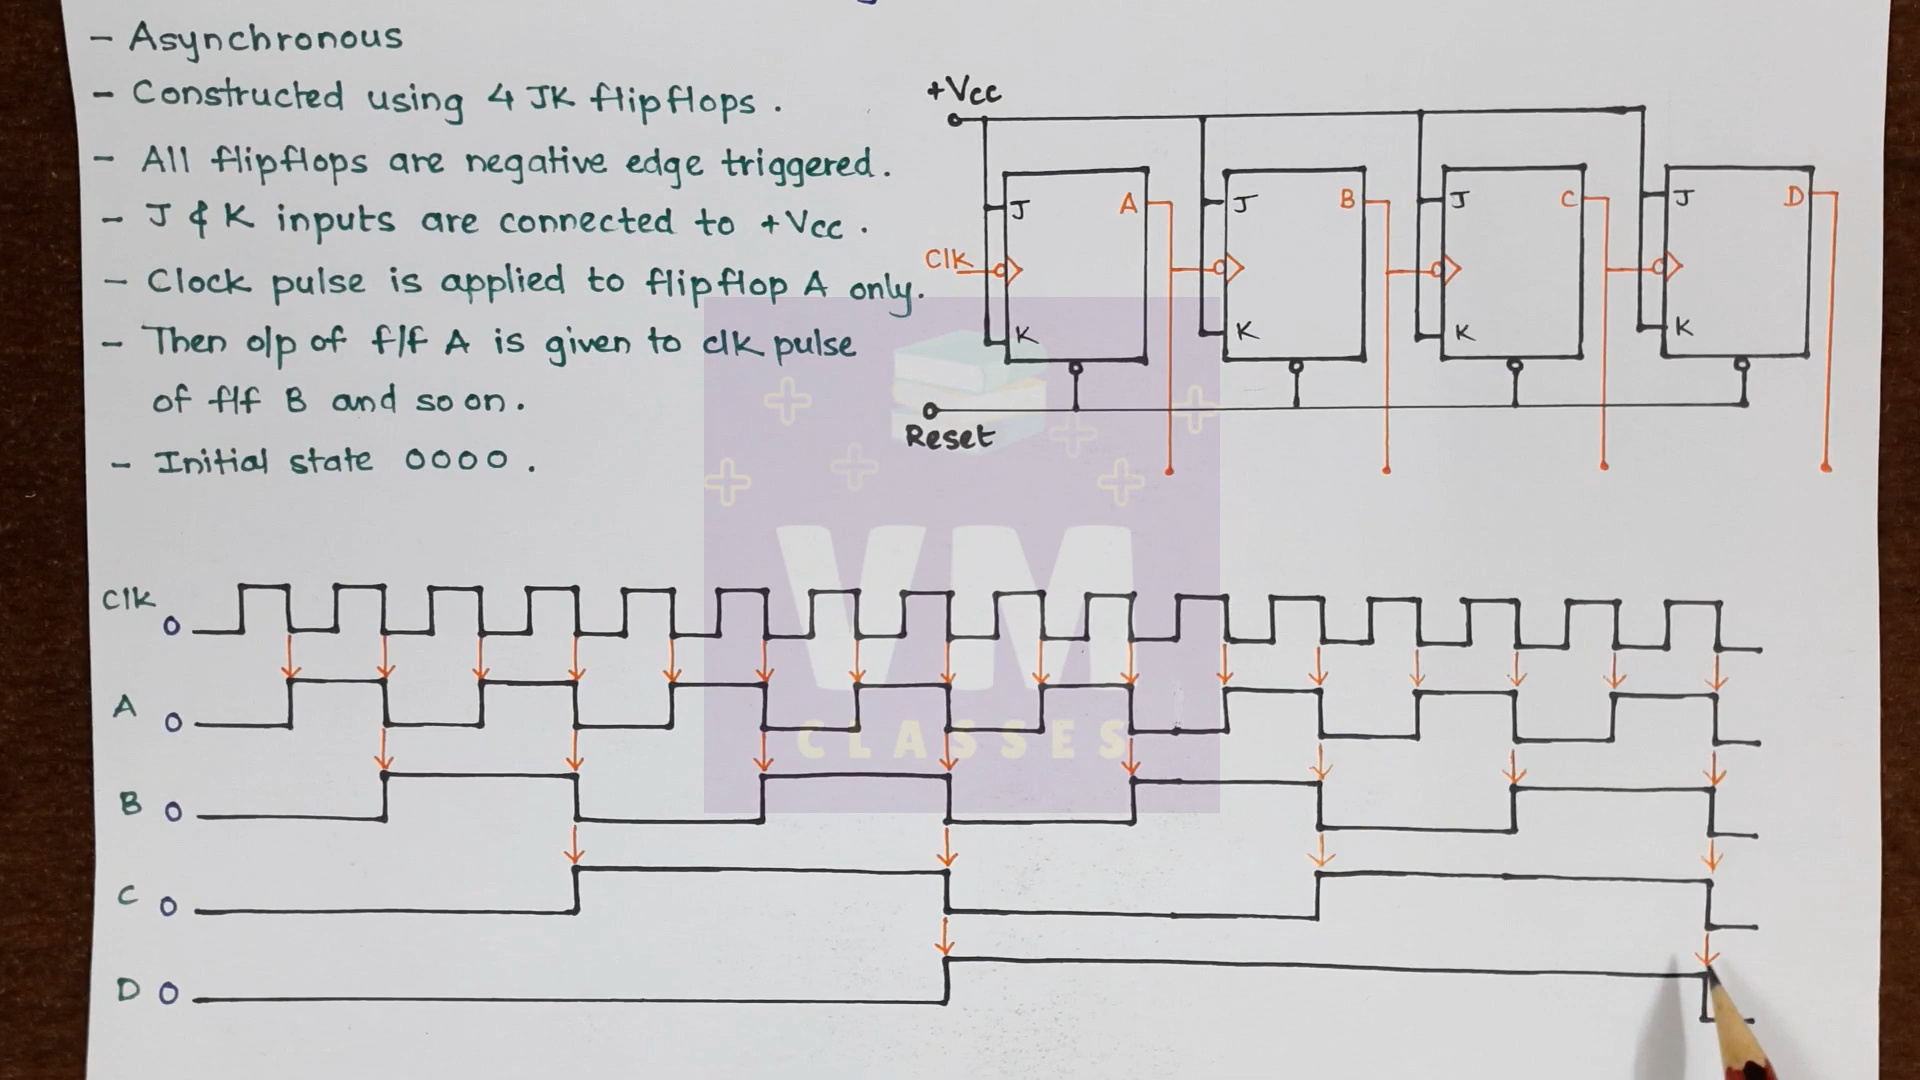 - Asynchronous
- Constructed using 4 JK flipflops .
- All flipflops are negative edge triggered.
- J & K inputs are connected to +Vcc .
- Clock pulse is applied to flipflop A only.
- Then o/p of f/f A is given to clk pulse
of f/f B and so on .
- Initial state 0000 .
+Vcc
J A J B J C J D
Clk
K K K K
Reset
VM
CLASSES
Clk 0
A 0
B 0
C 0
D 0